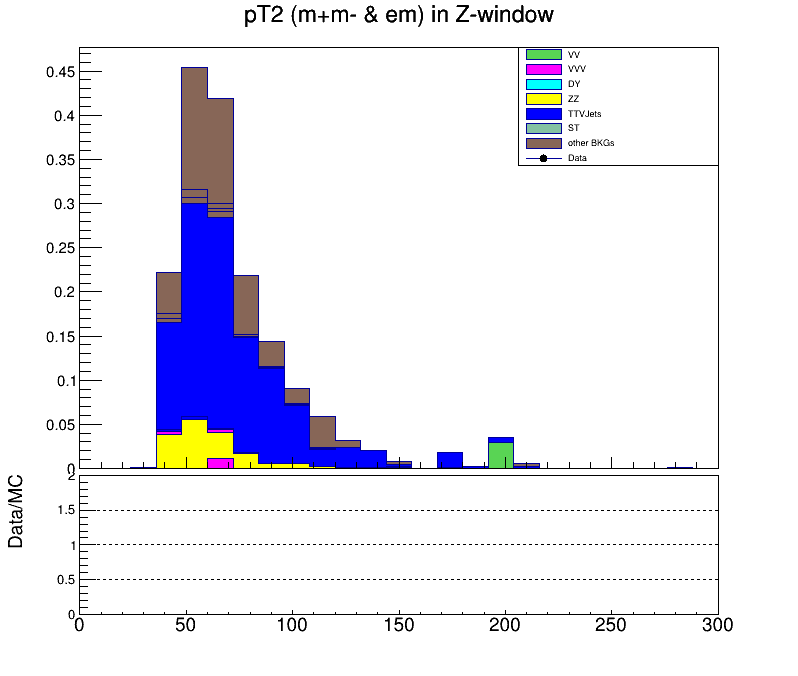 pT2 (m+m- & em) in Z-window
VV
VVV
DY
ZZ
TTVJets
ST
other BKGs
Data
0.45
0.4
0.35
0.3
0.25
0.2
0.15
0.1
0.05
0
Data/MC
2
1.5
1
0.5
0
0 50 100 150 200 250 300